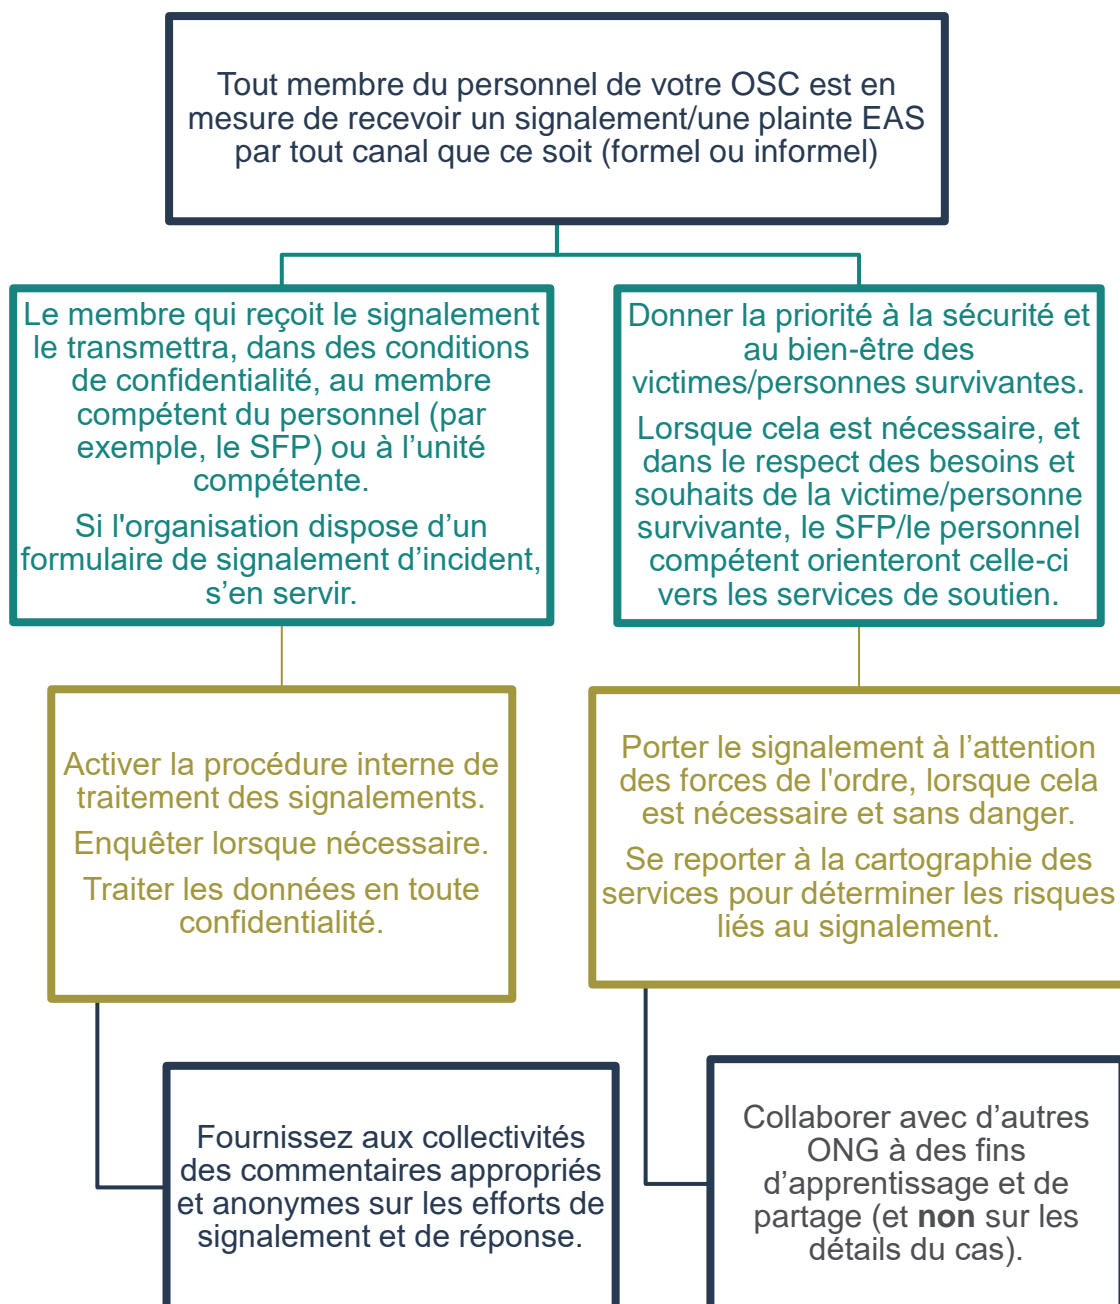 Tout membre du personnel de votre OSC est en
mesure de recevoir un signalement/une plainte EAS
par tout canal que ce soit (formel ou informel)
Le membre qui reçoit le signalement
le transmettra, dans des conditions
de confidentialité, au membre
compétent du personnel (par
exemple, le SFP) ou à l’unité
compétente.
Si l'organisation dispose d’un
formulaire de signalement d’incident,
s’en servir.
Donner la priorité à la sécurité et
au bien-être des
victimes/personnes survivantes.
Lorsque cela est nécessaire, et
dans le respect des besoins et
souhaits de la victime/personne
survivante, le SFP/le personnel
compétent orienteront celle-ci
vers les services de soutien.
Activer la procédure interne de
traitement des signalements.
Enquêter lorsque nécessaire.
Traiter les données en toute
confidentialité.
Porter le signalement à l’attention
des forces de l'ordre, lorsque cela
est nécessaire et sans danger.
Se reporter à la cartographie des
services pour déterminer les risques
liés au signalement.
Fournissez aux collectivités
des commentaires appropriés
et anonymes sur les efforts de
signalement et de réponse.
Collaborer avec d’autres
ONG à des fins
d’apprentissage et de
partage (et non sur les
détails du cas).